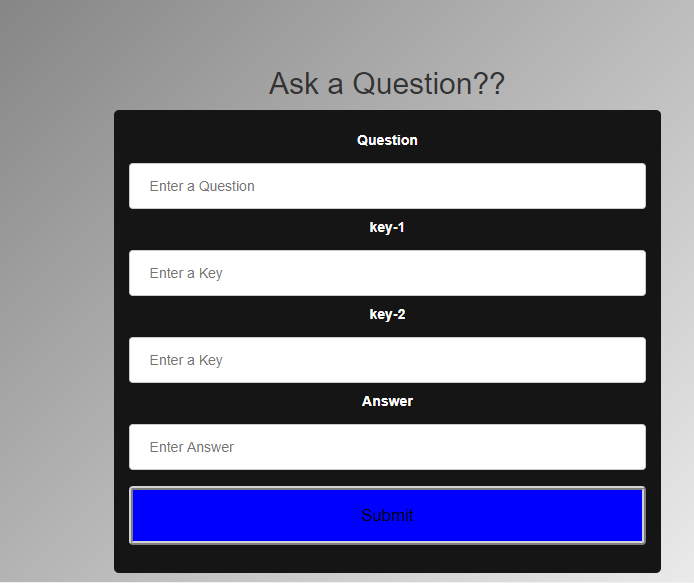 Ask a Question??
Question
Enter a Question
key-1
Enter a Key
key-2
Enter a Key
Answer
Enter Answer
Submit